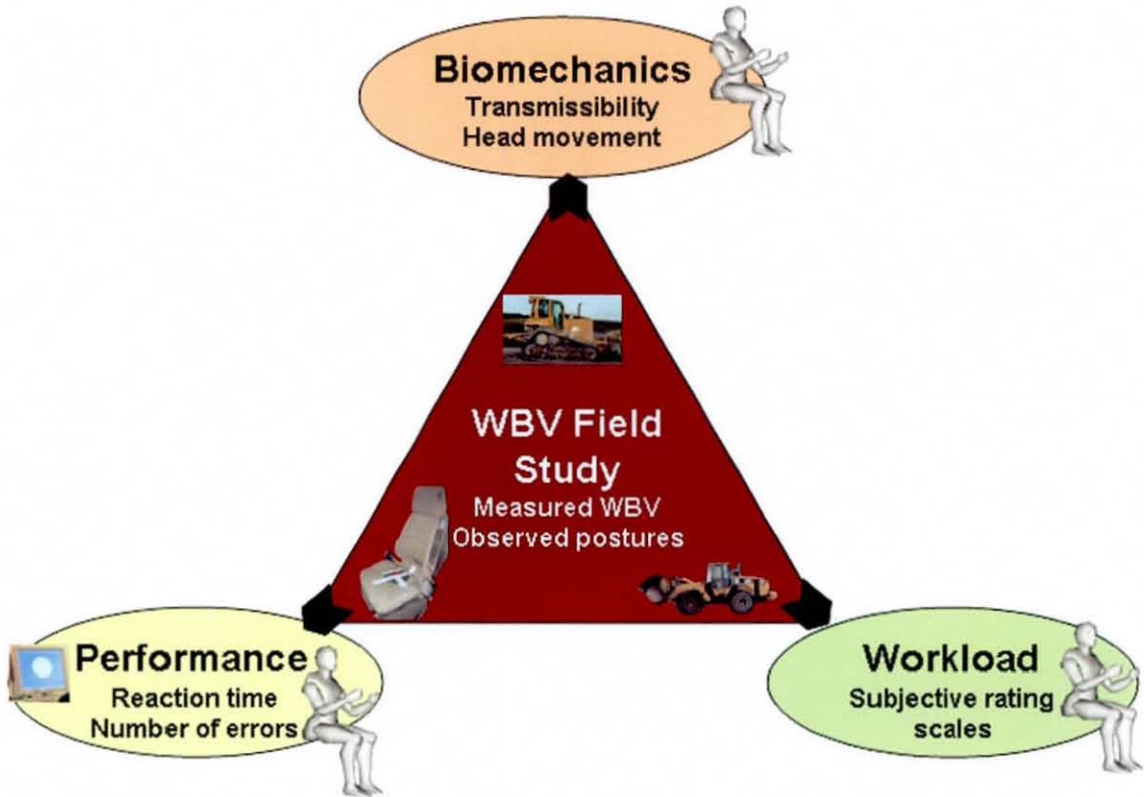 Biomechanics
Transmissibility
Head movement
WBV Field
Study
Measured WBV
Observed postures
Performance
Reaction time
Number of errors
Workload
Subjective rating
scales